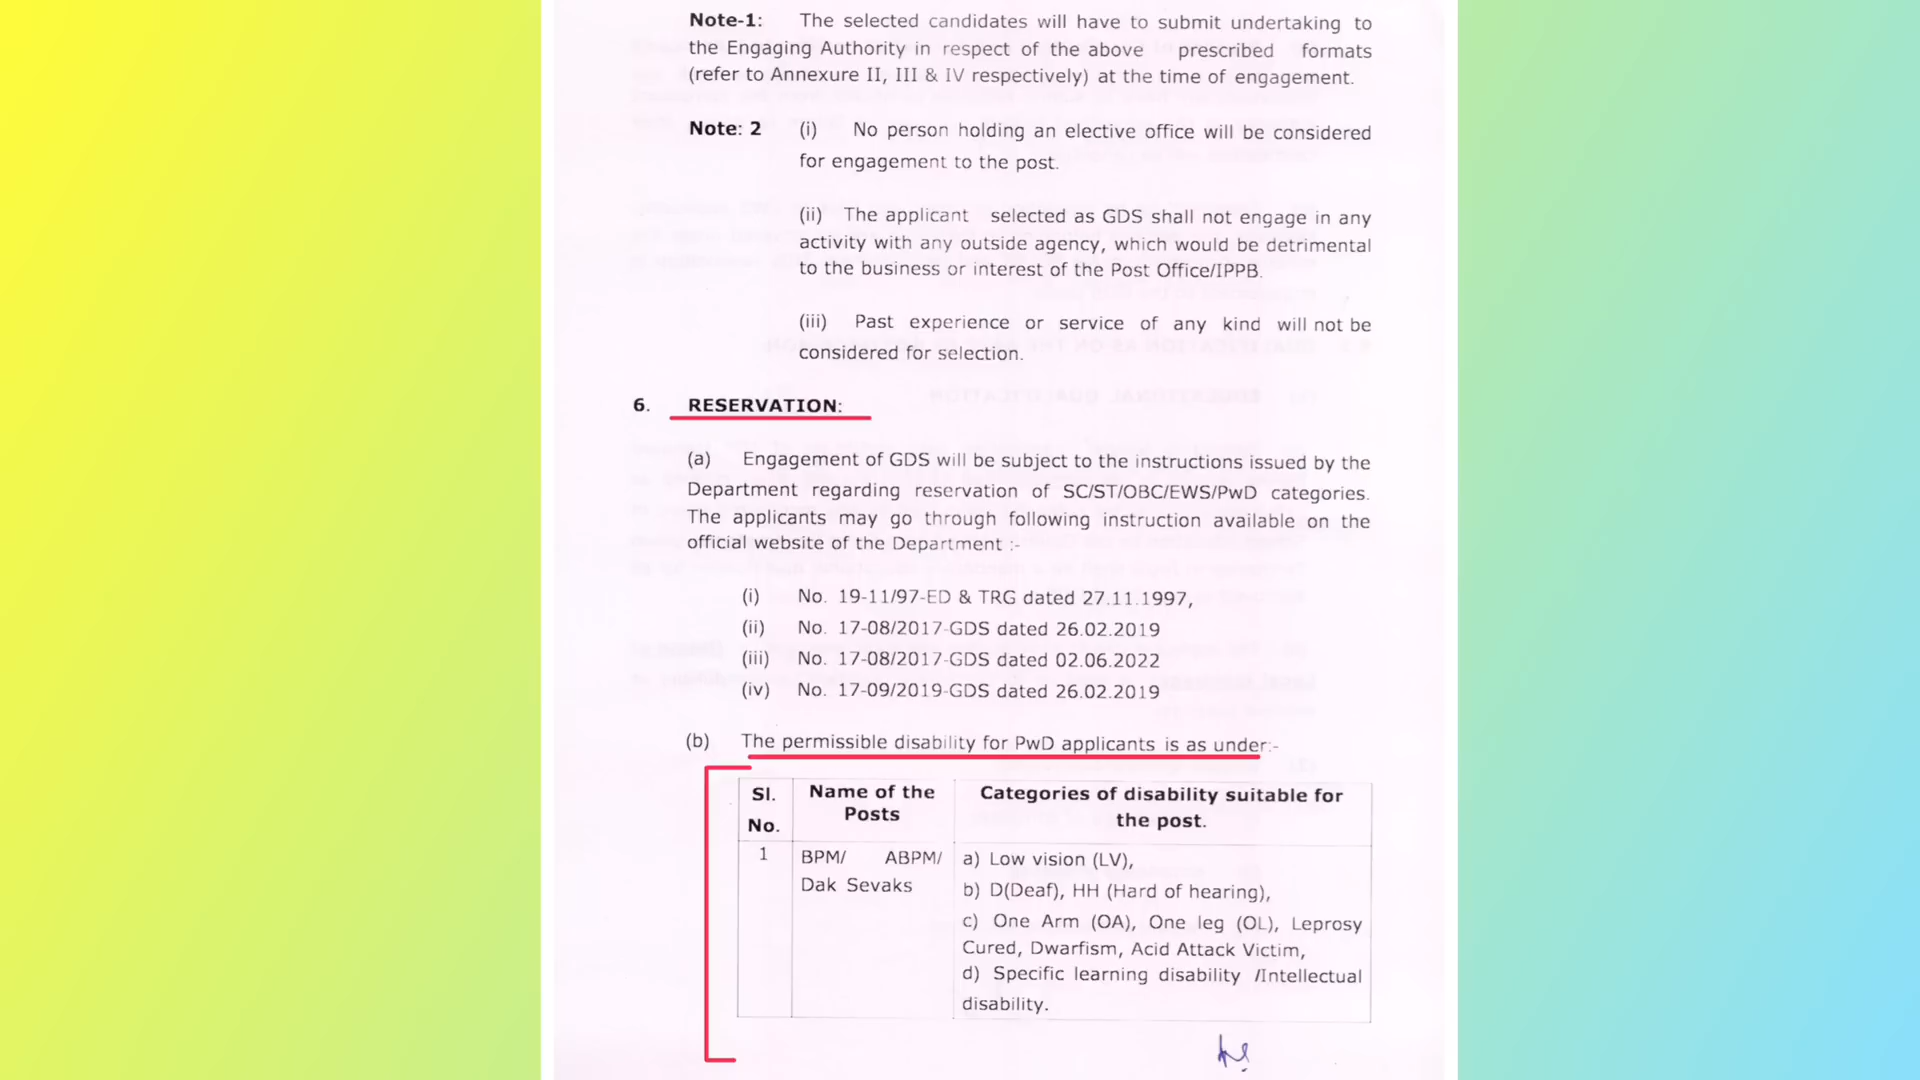 Note-1: The selected candidates will have to submit undertaking to
the Engaging Authority in respect of the above prescribed formats
(refer to Annexure II, III & IV respectively) at the time of engagement.
Note: 2 (i) No person holding an elective office will be considered
for engagement to the post.
(ii) The applicant selected as GDS shall not engage in any
activity with any outside agency, which would be detrimental
to the business or interest of the Post Office/IPPB.
(iii) Past experience or service of any kind will not be
considered for selection.
6. RESERVATION:
(a) Engagement of GDS will be subject to the instructions issued by the
Department regarding reservation of SC/ST/OBC/EWS/PwD categories.
The applicants may go through following instruction available on the
official website of the Department :-
(i) No. 19-11/97-ED & TRG dated 27.11.1997,
(ii) No. 17-08/2017-GDS dated 26.02.2019
(iii) No. 17-08/2017-GDS dated 02.06.2022
(iv) No. 17-09/2019-GDS dated 26.02.2019
(b) The permissible disability for PwD applicants is as under:-
Sl. No. Name of the Posts Categories of disability suitable for the post.
1 BPM/ ABPM/ Dak Sevaks
a) Low vision (LV),
b) D(Deaf), HH (Hard of hearing),
c) One Arm (OA), One leg (OL), Leprosy
Cured, Dwarfism, Acid Attack Victim,
d) Specific learning disability /Intellectual
disability.